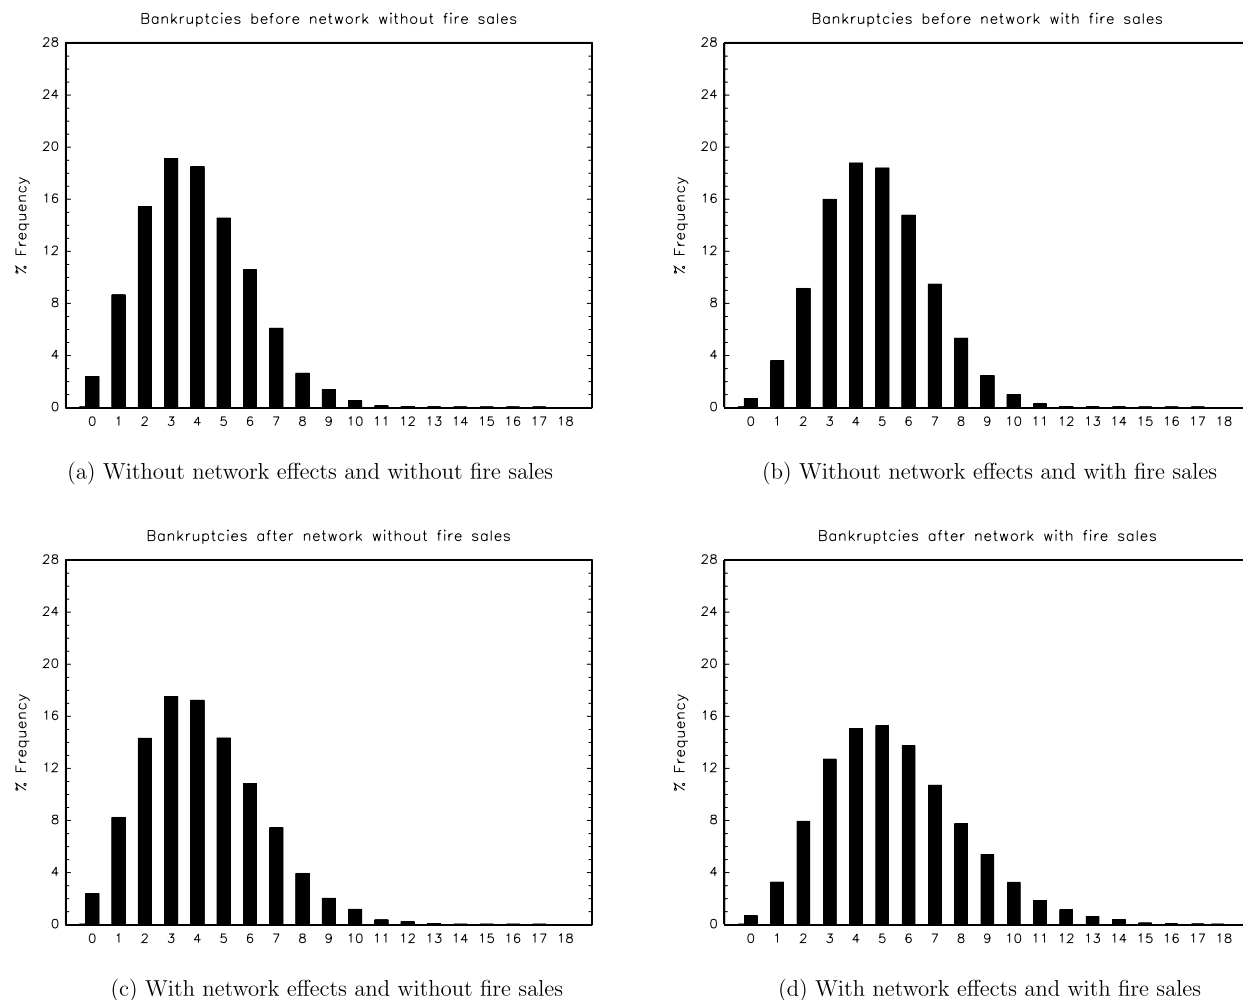 Bankruptcies before network without fire sales
28
24
20
16
12
8
4
0
% Frequency
0 1 2 3 4 5 6 7 8 9 10 11 12 13 14 15 16 17 18
(a) Without network effects and without fire sales
Bankruptcies before network with fire sales
28
24
20
16
12
8
4
0
% Frequency
0 1 2 3 4 5 6 7 8 9 10 11 12 13 14 15 16 17 18
(b) Without network effects and with fire sales
Bankruptcies after network without fire sales
28
24
20
16
12
8
4
0
% Frequency
0 1 2 3 4 5 6 7 8 9 10 11 12 13 14 15 16 17 18
(c) With network effects and without fire sales
Bankruptcies after network with fire sales
28
24
20
16
12
8
4
0
% Frequency
0 1 2 3 4 5 6 7 8 9 10 11 12 13 14 15 16 17 18
(d) With network effects and with fire sales